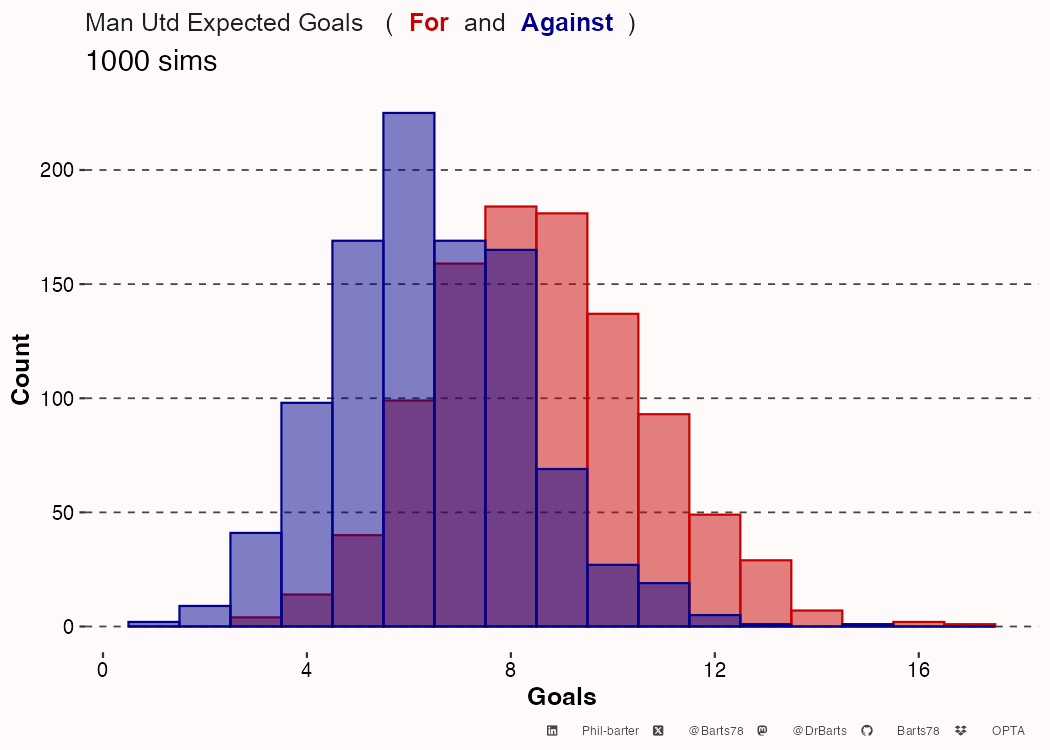 Man Utd Expected Goals ( For and Against )
1000 sims
200
150
100
50
0
Count
0 4 8 12 16
Goals
Phil-barter @Barts78 @DrBarts Barts78 OPTA